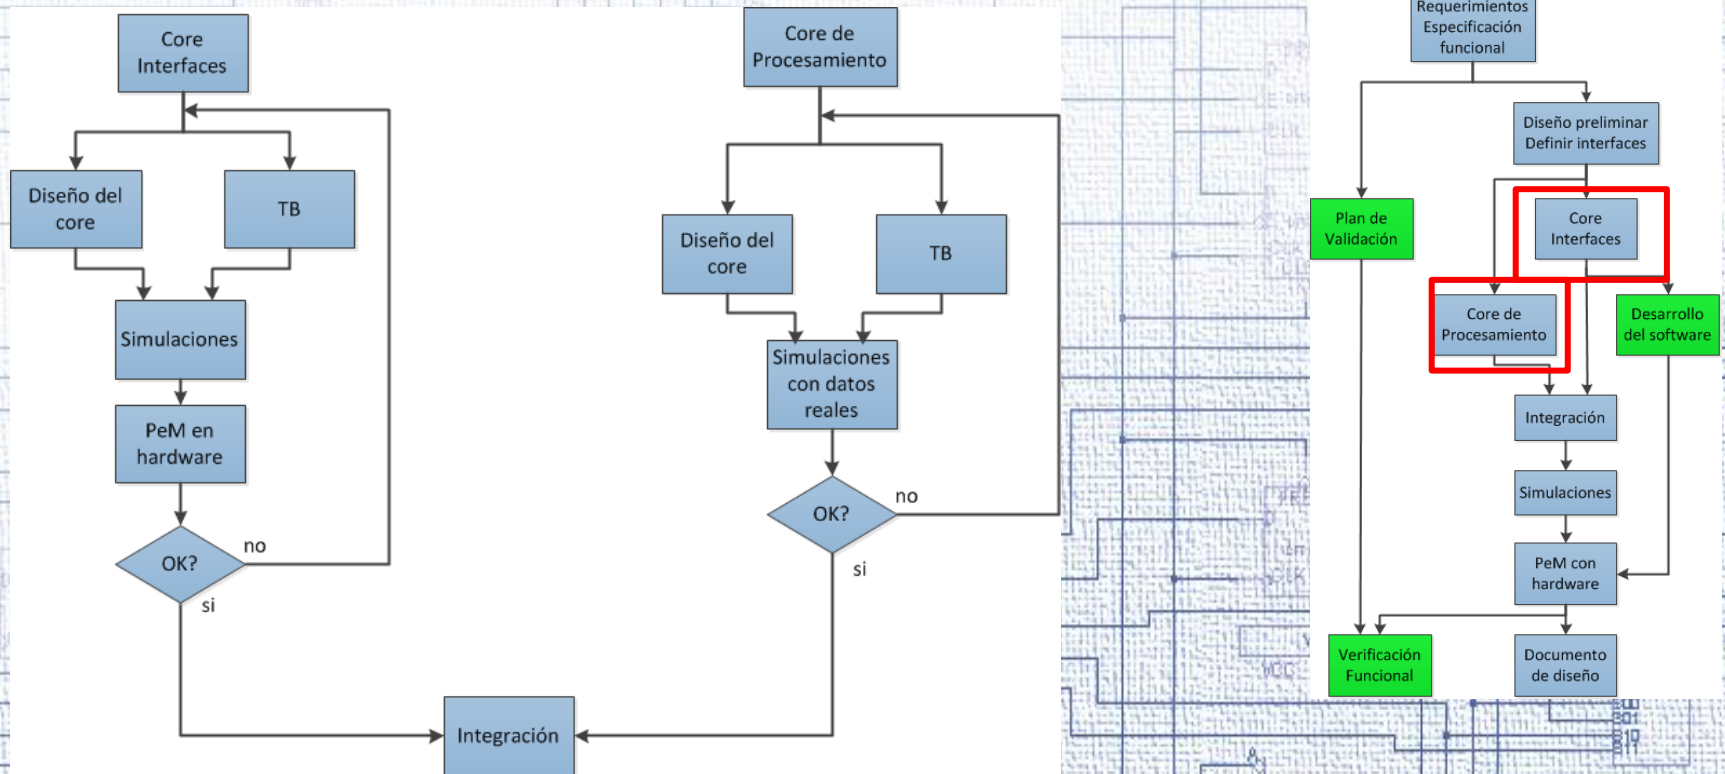 Core
Interfaces
Diseño del
core
TB
Simulaciones
PeM en
hardware
OK?
no
si
Core de
Procesamiento
Diseño del
core
TB
Simulaciones
con datos
reales
OK?
no
si
Integración
Requerimientos
Especificación
funcional
Diseño preliminar
Definir interfaces
Plan de
Validación
Core
Interfaces
Core de
Procesamiento
Desarrollo
del software
Integración
Simulaciones
PeM con
hardware
Verificación
Funcional
Documento
de diseño